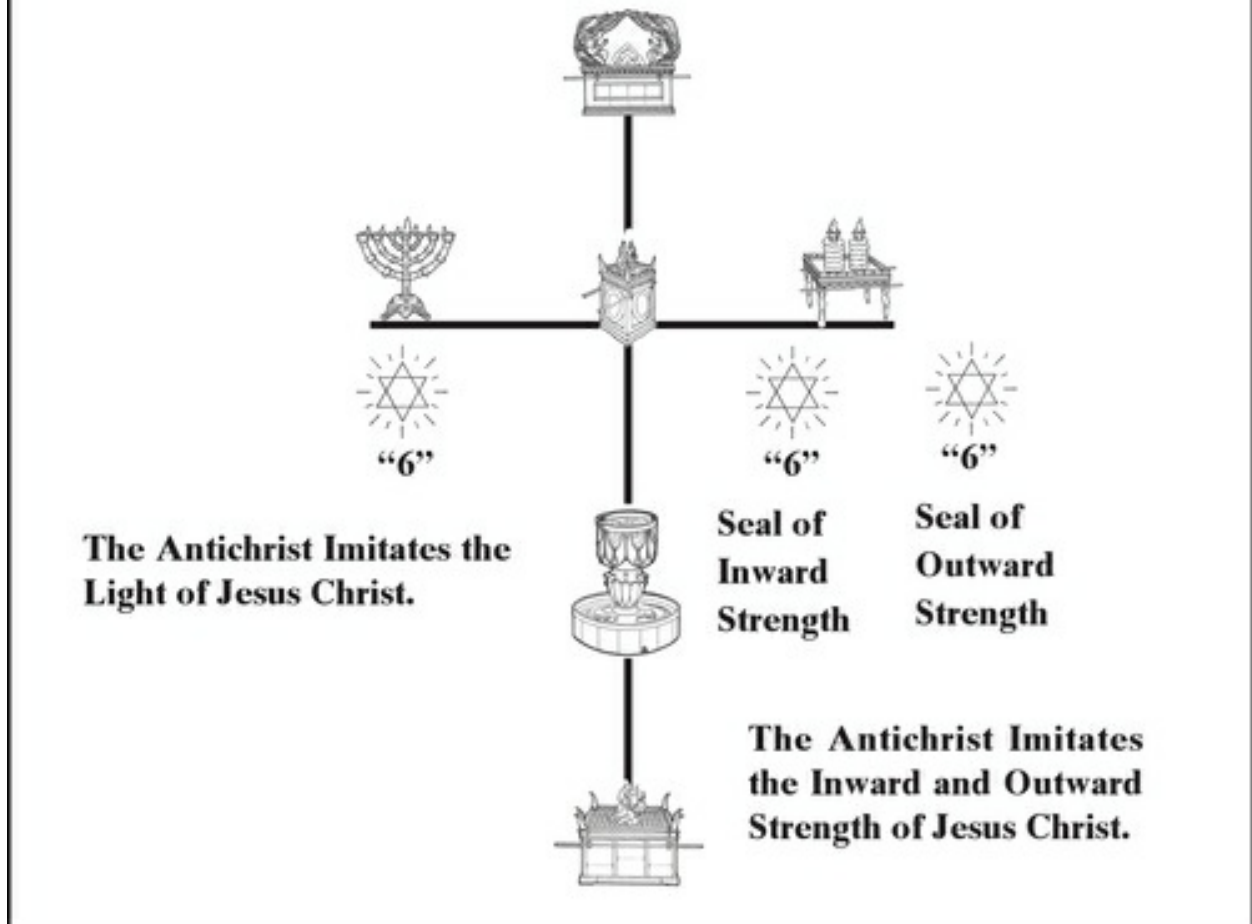 “6”
“6”
“6”
The Antichrist Imitates the
Light of Jesus Christ.
Seal of
Inward
Strength
Seal of
Outward
Strength
The Antichrist Imitates
the Inward and Outward
Strength of Jesus Christ.